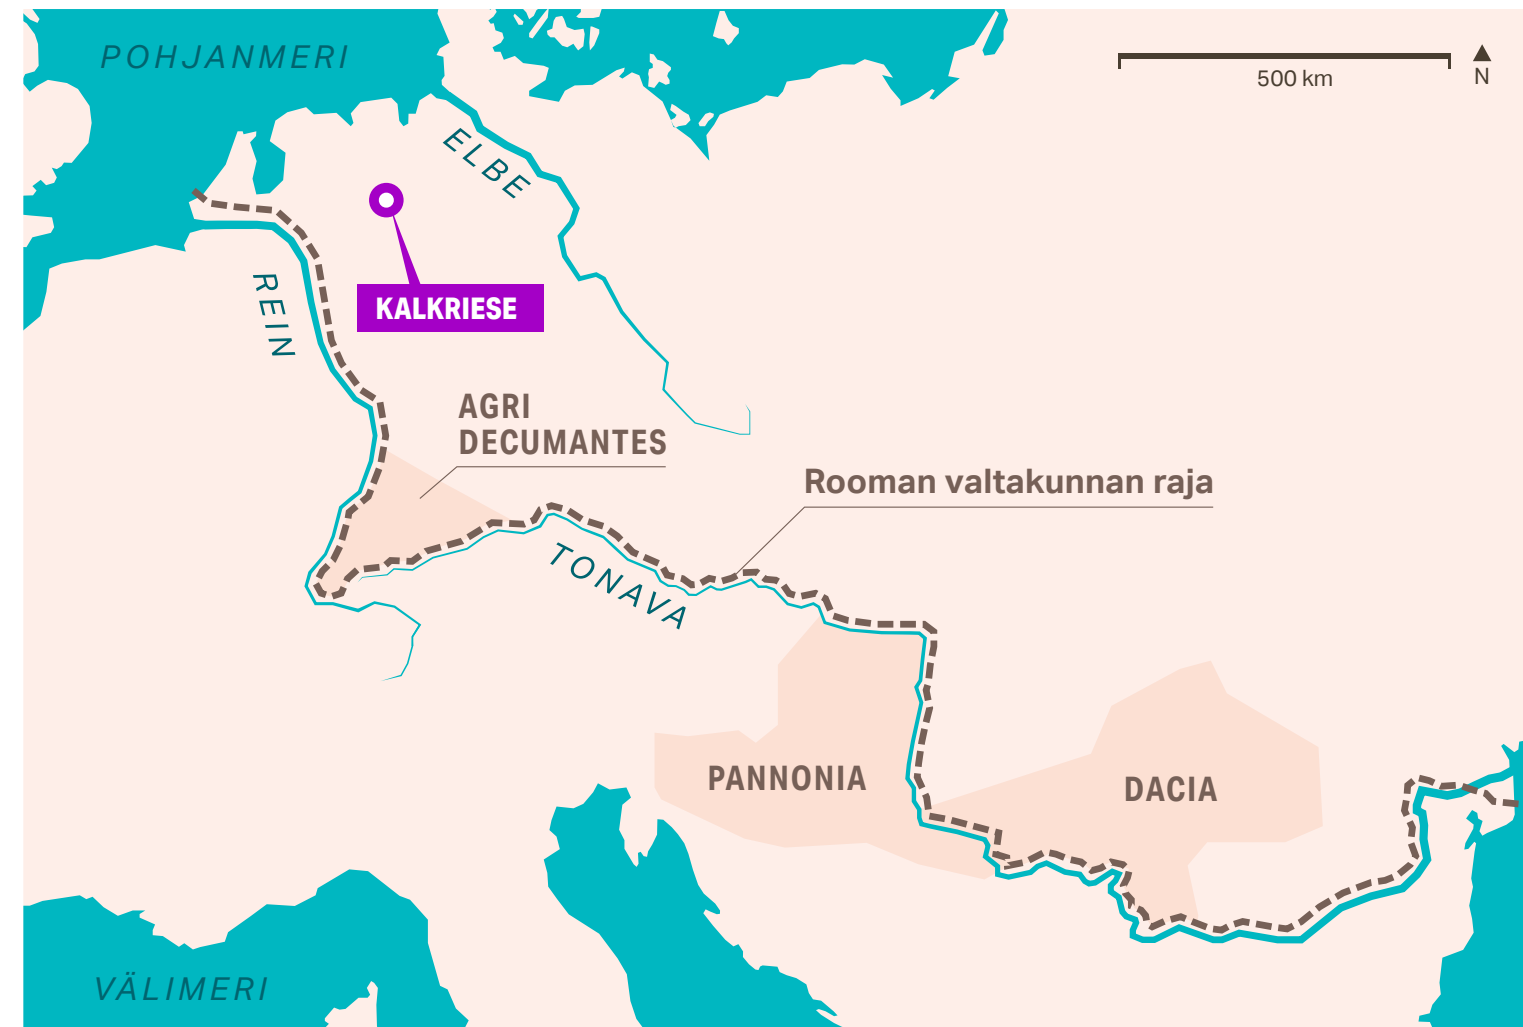 POHJANMERI
500 km
N
ELBE
REIN
KALKRIESE
AGRI
DECUMANTES
Rooman valtakunnan raja
TONAVA
PANNONIA
DACIA
VÄLIMERI